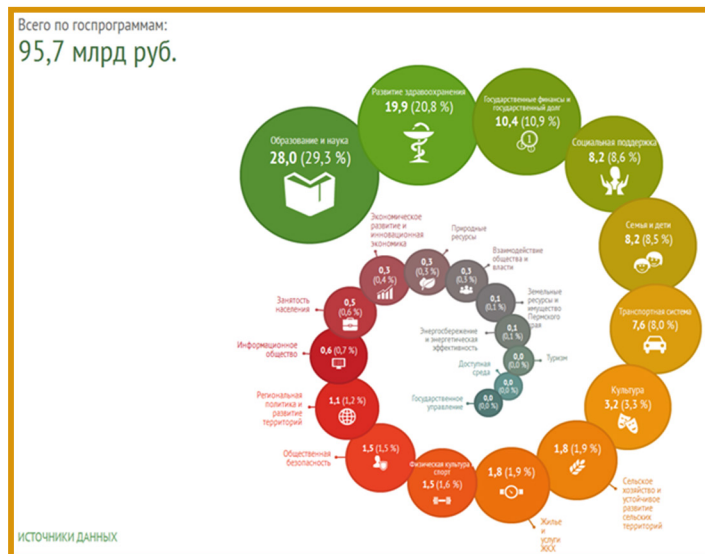 Всего по госпрограммам:
95,7 млрд руб.
Образование и наука
28,0 (29,3 %)
Развитие здравоохранения
19,9 (20,8 %)
Государственные финансы и
государственный долг
10,4 (10,9 %)
Социальная поддержка
8,2 (8,6 %)
Семья и дети
8,2 (8,5 %)
Транспортная система
7,6 (8,0 %)
Культура
3,2 (3,3 %)
1,8 (1,9 %)
Сельское
хозяйство и
устойчивое
развитие
сельских
территорий
1,8 (1,9 %)
Жилье
и
услуги
ЖКХ
Физическая культура и
спорт
1,5 (1,6 %)
1,5 (1,5 %)
Общественная
безопасность
1,1 (1,2 %)
Региональная
политика и
развитие
территорий
0,6 (0,7 %)
Информационное
общество
0,5
(0,6 %)
Занятость
населения
0,3
(0,4 %)
Экономическое
развитие и
инновационная
экономика
0,3
(0,3 %)
Природные
ресурсы
0,3
(0,3 %)
Взаимодействие
общества и
власти
0,1
(0,1 %)
Земельные
ресурсы и
имущество
Пермского
края
0,1
(0,1 %)
Энергосбережение
и энергетическая
эффективность
0,0
(0,0 %)
Туризм
0,0
(0,0 %)
Доступная
среда
0,0
(0,0 %)
Государственное
управление
ИСТОЧНИКИ ДАННЫХ